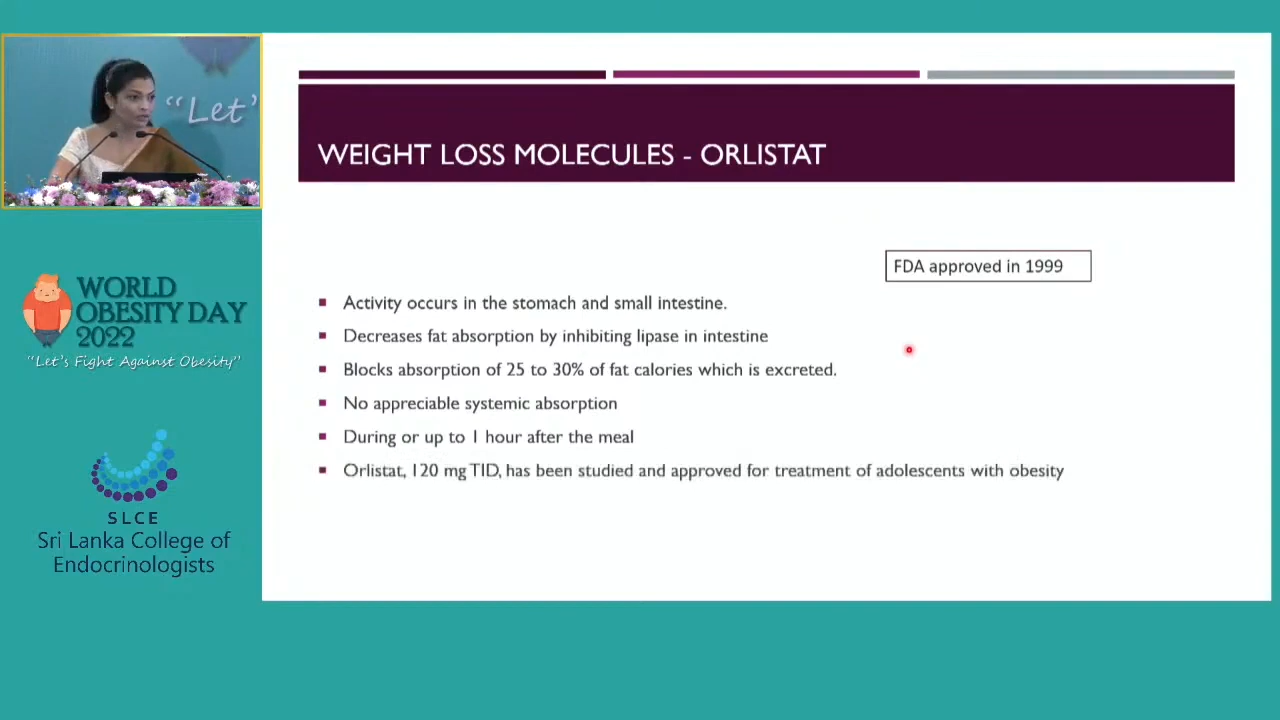 “Let’
WORLD
OBESITY DAY
2022
“Let’s Fight Against Obesity”
SLCE
Sri Lanka College of
Endocrinologists
WEIGHT LOSS MOLECULES - ORLISTAT
FDA approved in 1999
▪ Activity occurs in the stomach and small intestine.
▪ Decreases fat absorption by inhibiting lipase in intestine
▪ Blocks absorption of 25 to 30% of fat calories which is excreted.
▪ No appreciable systemic absorption
▪ During or up to 1 hour after the meal
▪ Orlistat, 120 mg TID, has been studied and approved for treatment of adolescents with obesity